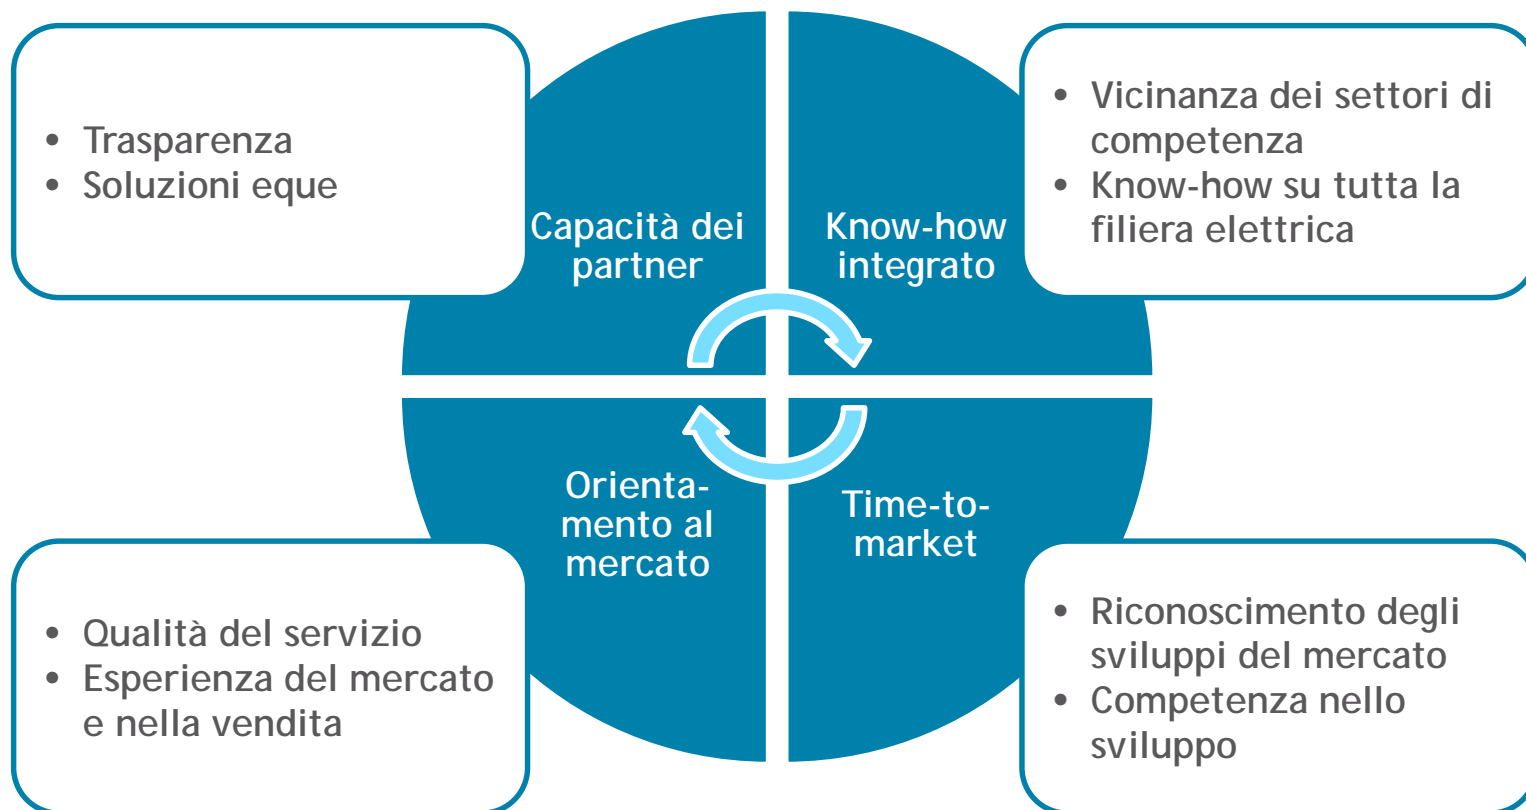 • Trasparenza
• Soluzioni eque
Capacità dei
partner
Know-how
integrato
• Vicinanza dei settori di
competenza
• Know-how su tutta la
filiera elettrica
• Qualità del servizio
• Esperienza del mercato
e nella vendita
Orienta-
mento al
mercato
Time-to-
market
• Riconoscimento degli
sviluppi del mercato
• Competenza nello
sviluppo